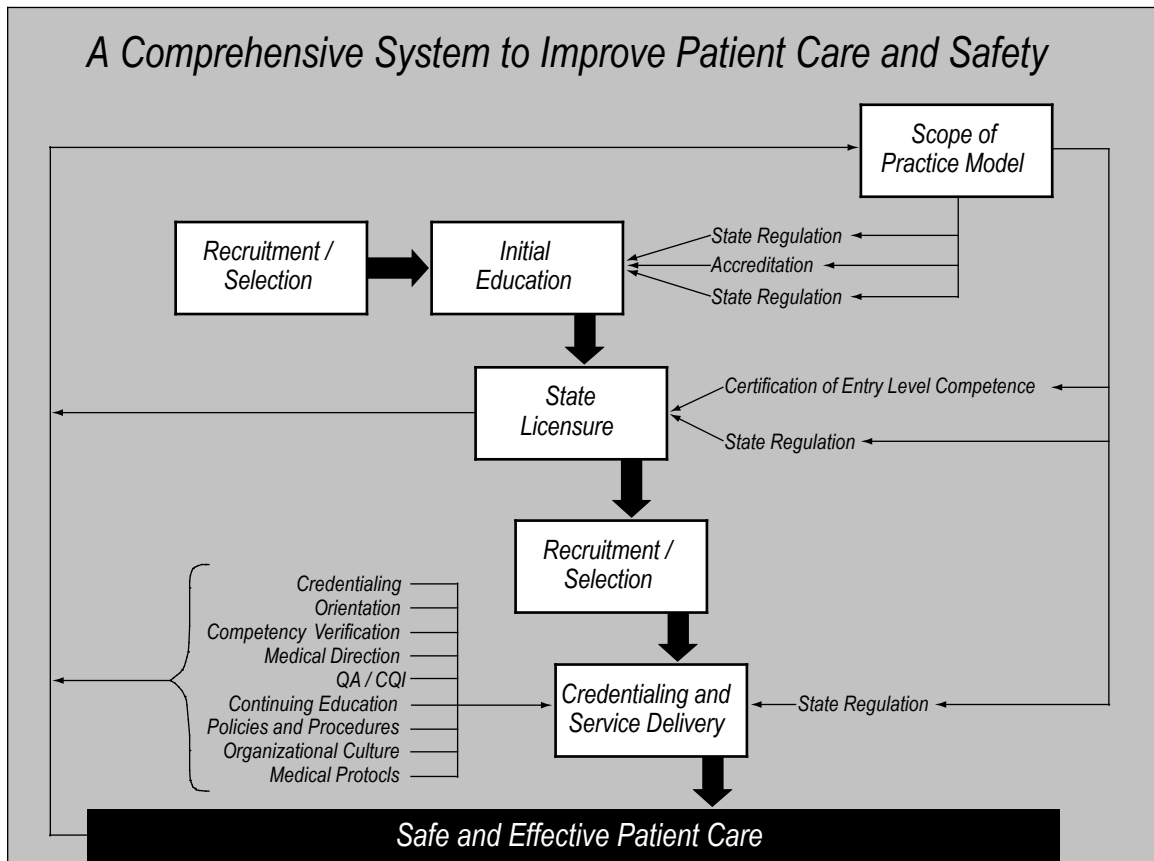 A Comprehensive System to Improve Patient Care and Safety
Scope of
Practice Model
Recruitment /
Selection
Initial
Education
State Regulation
Accreditation
State Regulation
State
Licensure
Certification of Entry Level Competence
State Regulation
Recruitment /
Selection
Credentialing
Orientation
Competency Verification
Medical Direction
QA / CQI
Continuing Education
Policies and Procedures
Organizational Culture
Medical Protocls
Credentialing and
Service Delivery
State Regulation
Safe and Effective Patient Care